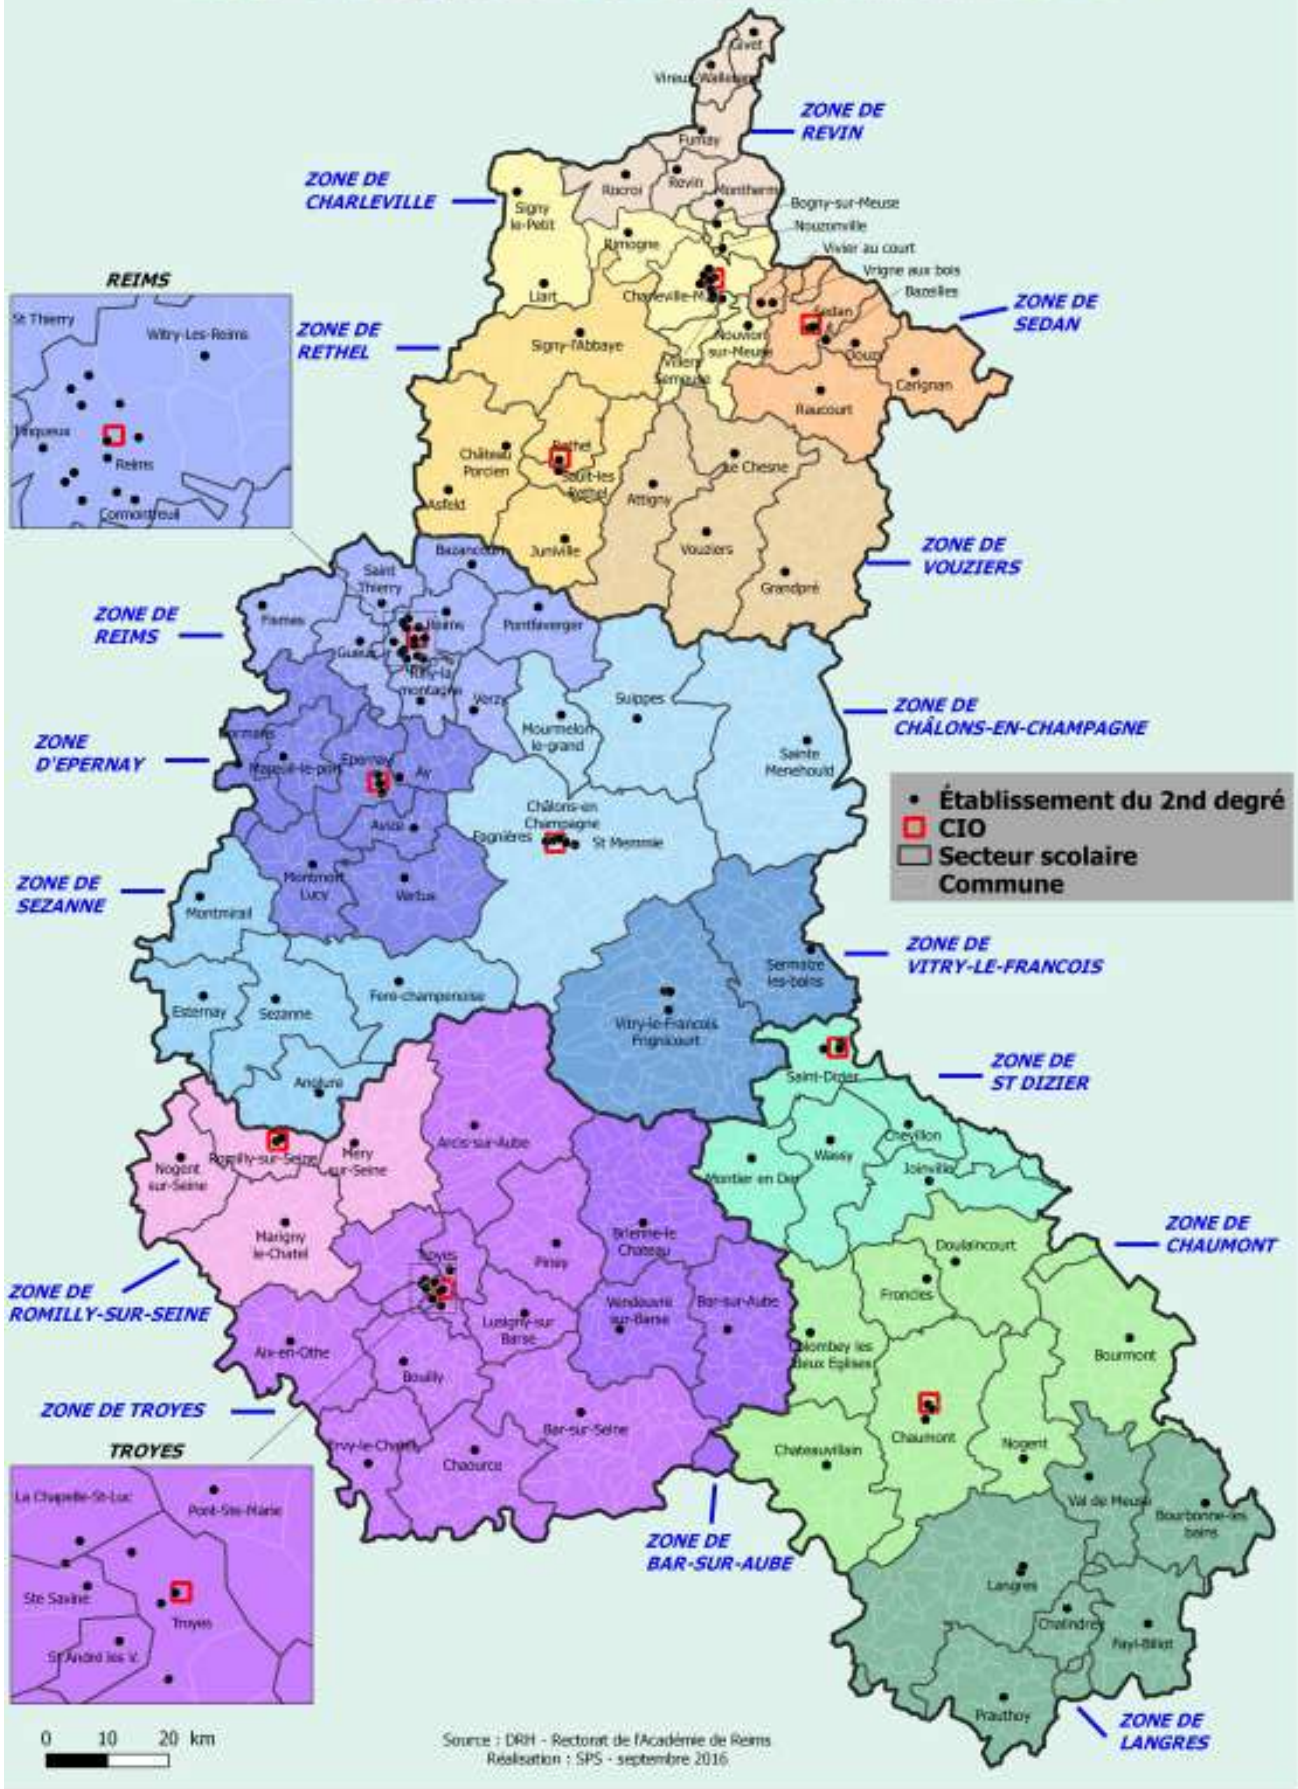 Givet
Vireux-Wallerand
ZONE DE
REVIN
Fumay
ZONE DE
CHARLEVILLE
Rocroi
Revin
Montherme
Signy
le-Petit
Bogny-sur-Meuse
Nouzonville
Rimogne
Vivier au court
Vrigne aux bois
Bazeilles
REIMS
Liart
Charleville-M
ZONE DE
SEDAN
St Thierry
Witry-Les-Reims
ZONE DE
RETHEL
Signy-l'Abbaye
Sedan
Nouvion
sur-Meuse
Douzy
Villers
Semeuse
Carignan
Raucourt
Tinqueux
Reims
Cormontreuil
Château
Porcien
Rethel
Sault-les
Rethel
Le Chesne
Asfeld
Attigny
Juniville
Vouziers
Grandpré
ZONE DE
VOUZIERS
Bazancourt
Saint
Thierry
ZONE DE
REIMS
Fismes
Reims
Pontfaverger
Gueux
Rilly-la
montagne
Verzy
Suippes
Mourmelon
le-grand
Sainte
Menehould
ZONE DE
CHÂLONS-EN-CHAMPAGNE
ZONE
D'EPERNAY
Dormans
Mareuil-le-port
Epernay
Ay
Avize
Châlons-en
Champagne
Fagnières
St Memmie
Établissement du 2nd degré
CIO
Secteur scolaire
Commune
ZONE DE
SEZANNE
Montmort
Lucy
Vertus
Montmirail
ZONE DE
VITRY-LE-FRANCOIS
Sermaize
les-bains
Esternay
Sezanne
Fere-champenoise
Vitry-le-Francois
Frignicourt
Anglure
Saint-Dizier
ZONE DE
ST DIZIER
Nogent
sur-Seine
Romilly-sur-Seine
Mery
sur-Seine
Arcis-sur-Aube
Chevillon
Wassy
Joinville
Montier en Der
Marigny
le-Chatel
Brienne-le
Chateau
Piney
Troyes
ZONE DE
CHAUMONT
Doulaincourt
Froncles
ZONE DE
ROMILLY-SUR-SEINE
Lusigny-sur
Barse
Vendeuvre
sur-Barse
Bar-sur-Aube
Colombey les
deux Eglises
Bourmont
Aix-en-Othe
Bouilly
ZONE DE TROYES
Bar-sur-Seine
Ervy-le-Chatel
Chaource
Chaumont
Nogent
Chateauvillain
TROYES
La Chapelle-St-Luc
Pont-Ste-Marie
Ste Savine
Troyes
St André les V.
ZONE DE
BAR-SUR-AUBE
Val de Meuse
Bourbonne-les
bains
Langres
Chalindrey
Fayl-Billot
Prauthoy
ZONE DE
LANGRES
0 10 20 km
Source : DRH - Rectorat de l'Académie de Reims
Réalisation : SPS - septembre 2016